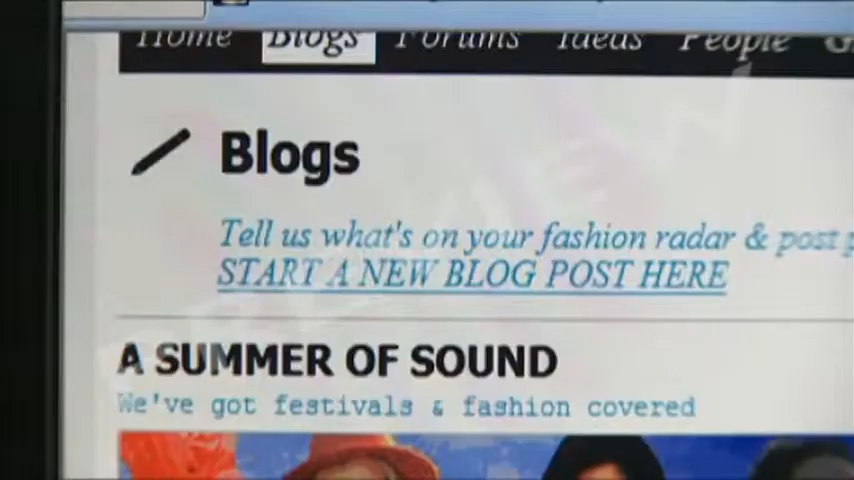 Home Blogs Forums Ideas People
Blogs
Tell us what's on your fashion radar & post
START A NEW BLOG POST HERE
A SUMMER OF SOUND
We've got festivals & fashion covered